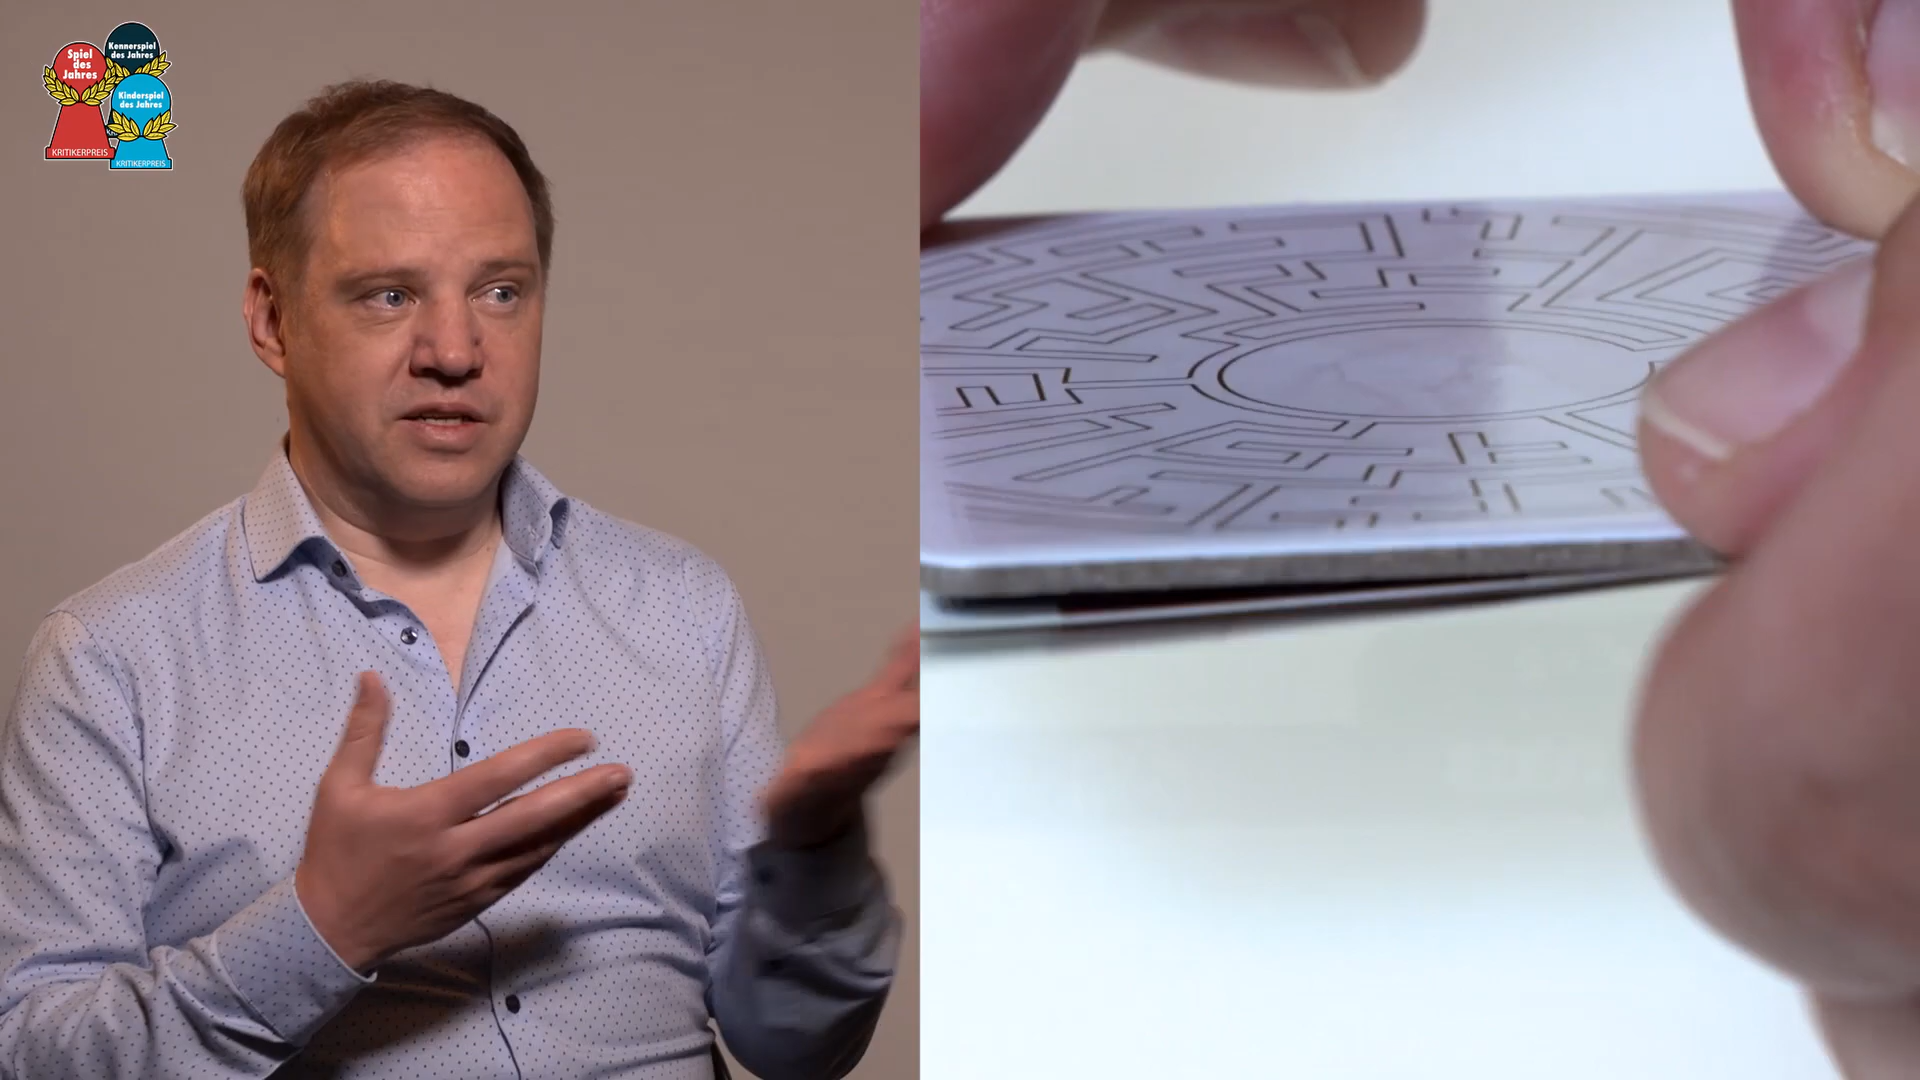 Spiel
des
Jahres
KRITIKERPREIS
Kennerspiel
des Jahres
Kinderspiel
des Jahres
KRITIKERPREIS